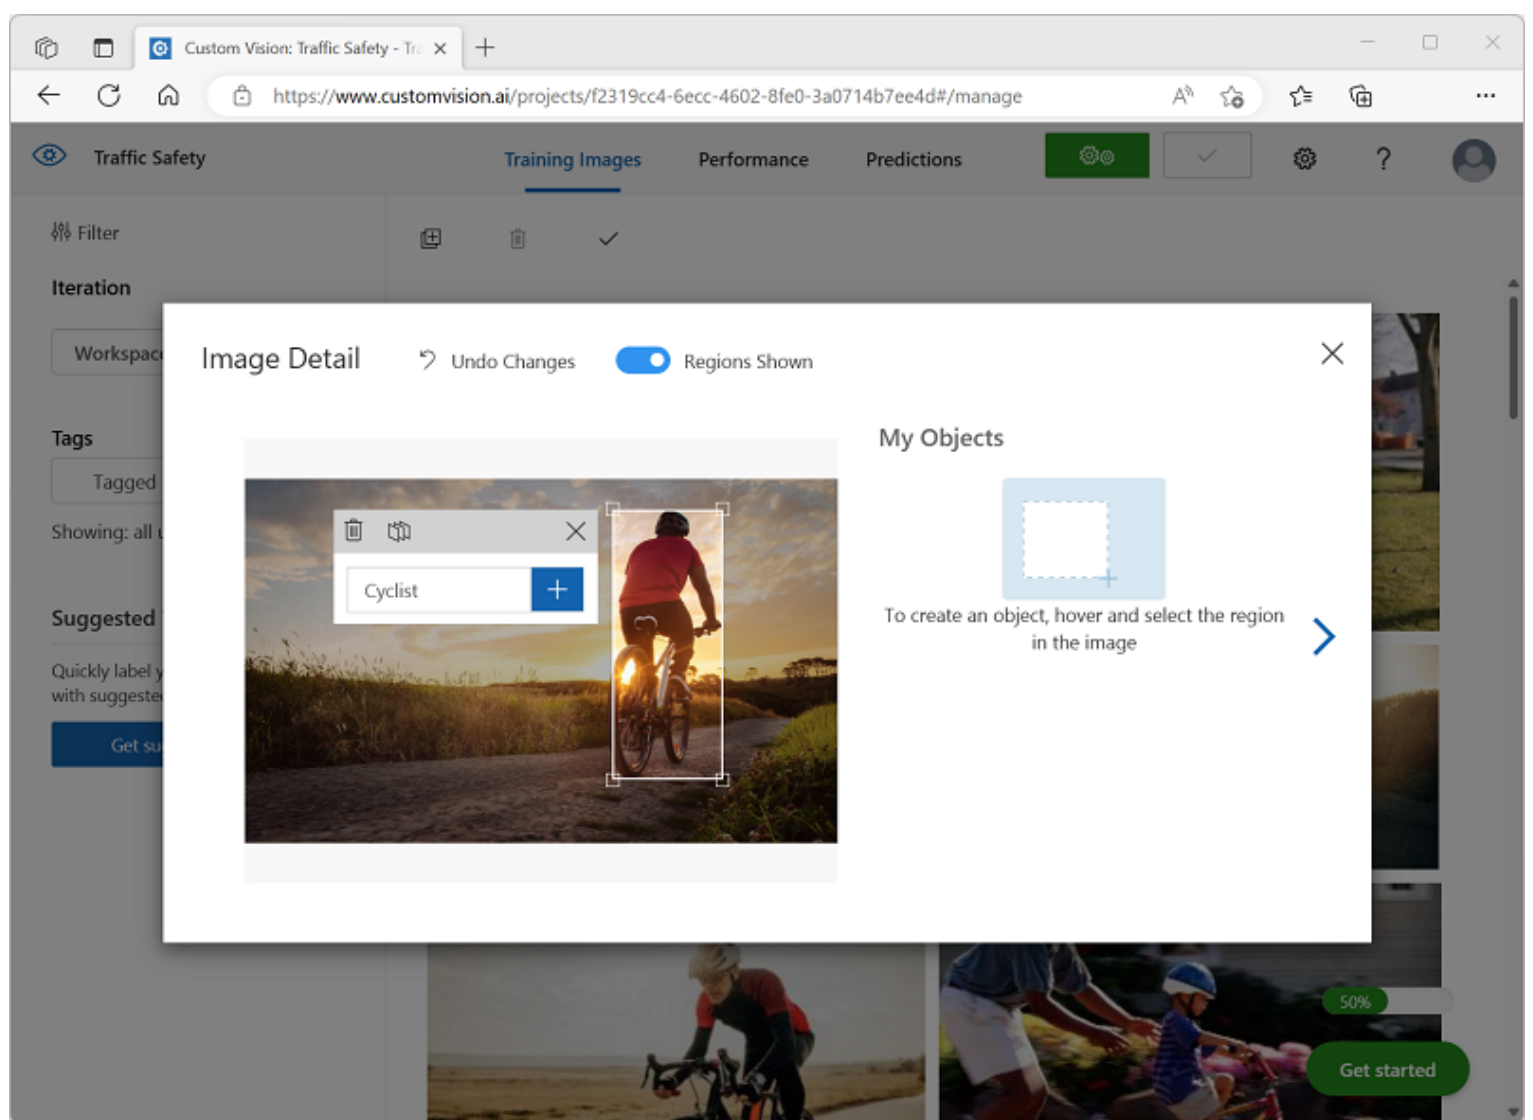 Custom Vision: Traffic Safety - Tra
https://www.customvision.ai/projects/f2319cc4-6ecc-4602-8fe0-3a0714b7ee4d#/manage
Traffic Safety
Training Images
Performance
Predictions
?
Filter
Iteration
Workspace
Tags
Tagged
Showing: all
Suggested
Quickly label
with suggested
Get su
Image Detail
Undo Changes
Regions Shown
Cyclist
My Objects
To create an object, hover and select the region
in the image
50%
Get started